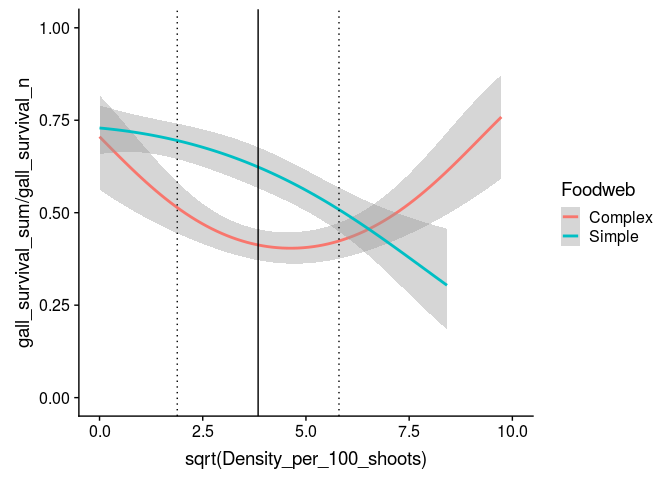 1.00
0.75
0.50
0.25
0.00
gall_survival_sum/gall_survival_n
0.0
2.5
5.0
7.5
10.0
sqrt(Density_per_100_shoots)
Foodweb
Complex
Simple